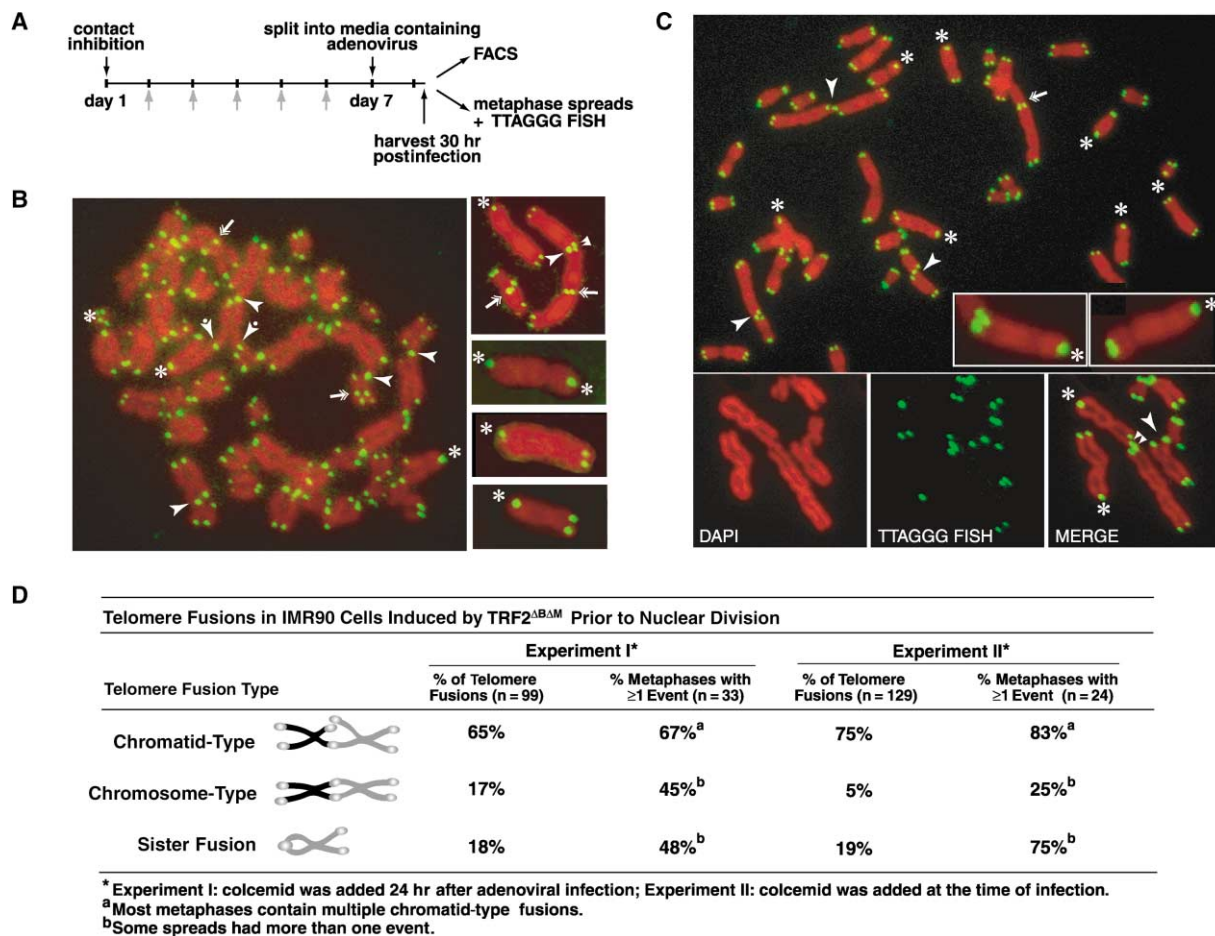 A
contact
inhibition
split into media containing
adenovirus
FACS
day 1
day 7
metaphase spreads
+ TTAGGG FISH
harvest 30 hr
postinfection
B
*
*
*
*
*
*
*
*
C
*
*
*
*
*
*
*
*
*
*
*
*
DAPI
TTAGGG FISH
MERGE
D
Telomere Fusions in IMR90 Cells Induced by TRF2ΔBΔM Prior to Nuclear Division
Experiment I* Experiment II*
Telomere Fusion Type
% of Telomere Fusions (n = 99)
% Metaphases with ≥1 Event (n = 33)
% of Telomere Fusions (n = 129)
% Metaphases with ≥1 Event (n = 24)
Chromatid-Type 65% 67%a 75% 83%a
Chromosome-Type 17% 45%b 5% 25%b
Sister Fusion 18% 48%b 19% 75%b
*Experiment I: colcemid was added 24 hr after adenoviral infection; Experiment II: colcemid was added at the time of infection.
aMost metaphases contain multiple chromatid-type fusions.
bSome spreads had more than one event.